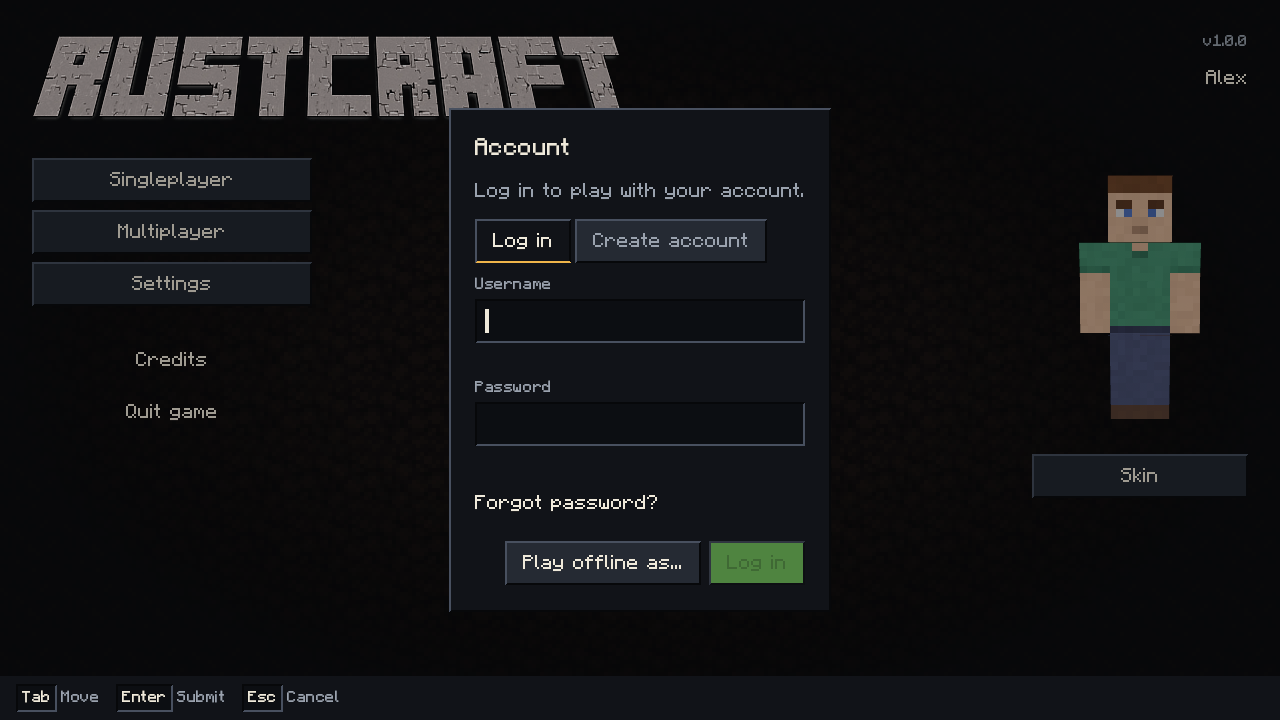 RUSTCRAFT
v1.0.0
Alex
Singleplayer
Multiplayer
Settings
Credits
Quit game
Account
Log in to play with your account.
Log in
Create account
Username
Password
Forgot password?
Play offline as...
Log in
Skin
Tab Move Enter Submit Esc Cancel